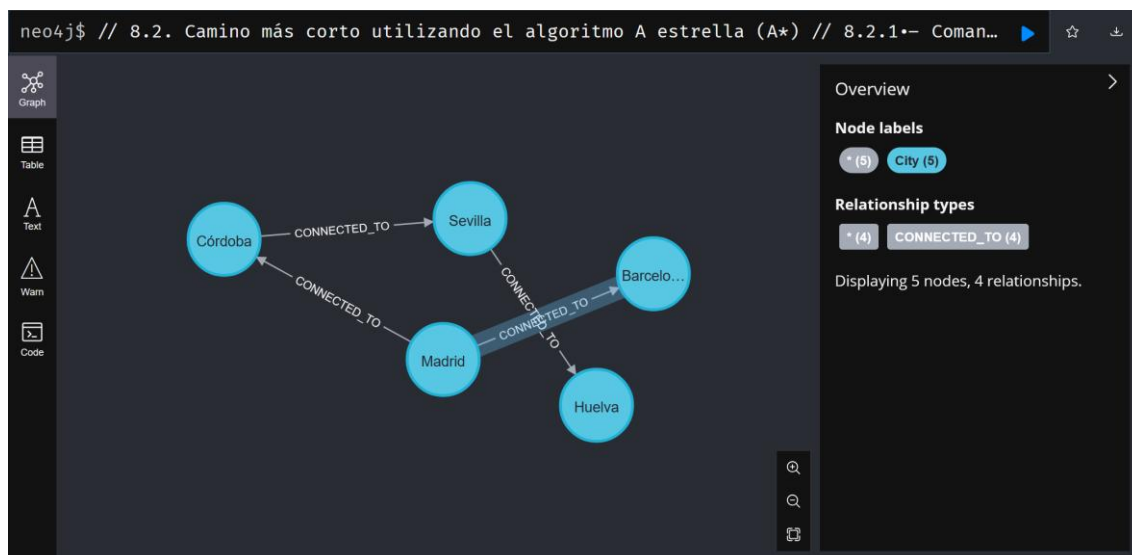 neo4j$ // 8.2. Camino más corto utilizando el algoritmo A estrella (A*) // 8.2.1•— Coman…
Graph
Table
Text
Warn
Code
Córdoba
CONNECTED_TO
Sevilla
CONNECTED_TO
Barcelo…
CONNECTED_TO
CONNECTED_TO
Madrid
Huelva
Overview
Node labels
* (5) City (5)
Relationship types
* (4) CONNECTED_TO (4)
Displaying 5 nodes, 4 relationships.